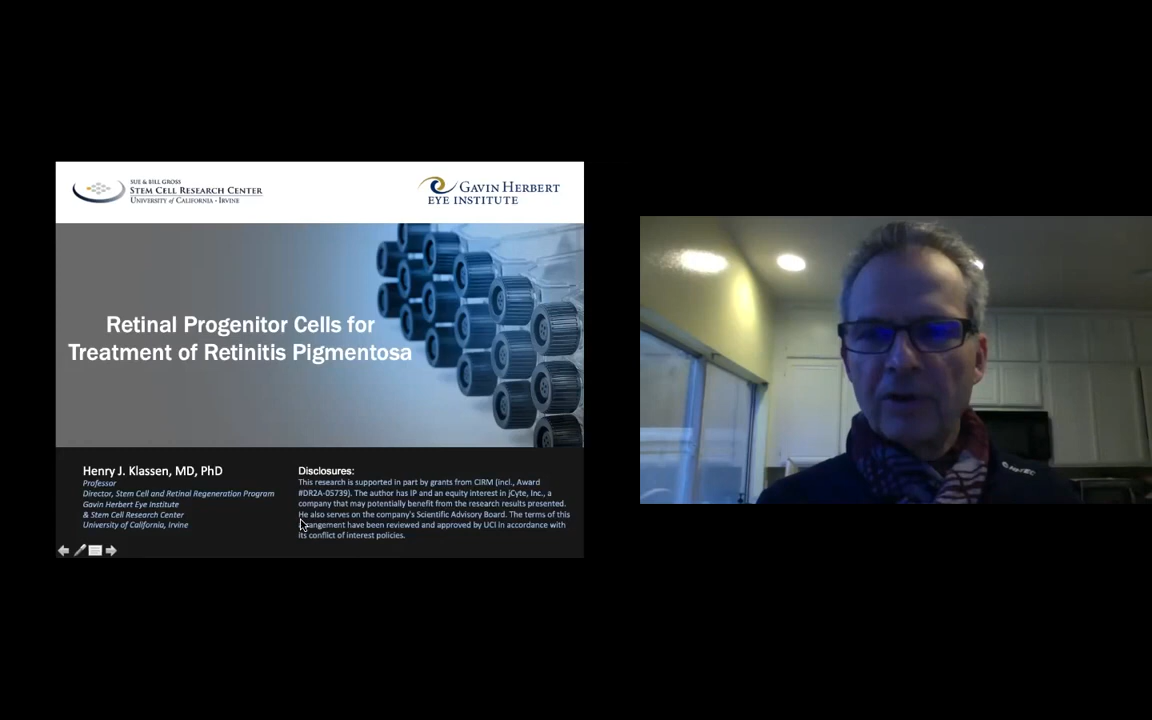 SUE & BILL GROSS
STEM CELL RESEARCH CENTER
UNIVERSITY of CALIFORNIA • IRVINE
GAVIN HERBERT
EYE INSTITUTE
Retinal Progenitor Cells for
Treatment of Retinitis Pigmentosa
Henry J. Klassen, MD, PhD
Professor
Director, Stem Cell and Retinal Regeneration Program
Gavin Herbert Eye Institute
& Stem Cell Research Center
University of California, Irvine
Disclosures:
This research is supported in part by grants from CIRM (incl., Award
#DR2A-05739). The author has IP and an equity interest in jCyte, Inc., a
company that may potentially benefit from the research results presented.
He also serves on the company's Scientific Advisory Board. The terms of this
arrangement have been reviewed and approved by UCI in accordance with
its conflict of interest policies.